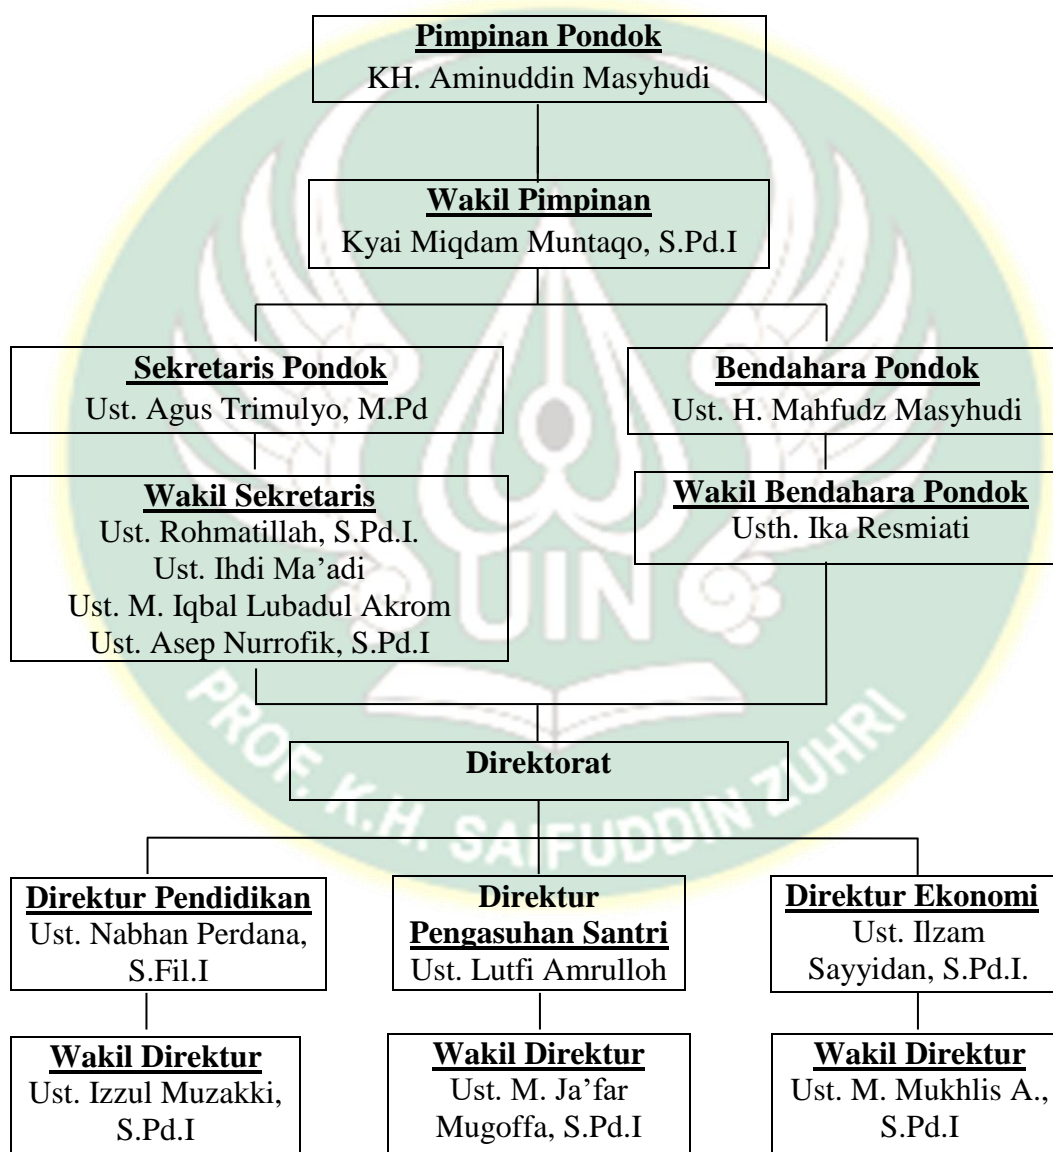 Pimpinan Pondok
KH. Aminuddin Masyhudi
Wakil Pimpinan
Kyai Miqdam Muntaqo, S.Pd.I
Sekretaris Pondok
Ust. Agus Trimulyo, M.Pd
Bendahara Pondok
Ust. H. Mahfudz Masyhudi
Wakil Sekretaris
Ust. Rohmatillah, S.Pd.I.
Ust. Ihdi Ma’adi
Ust. M. Iqbal Lubadul Akrom
Ust. Asep Nurrofik, S.Pd.I
Wakil Bendahara Pondok
Usth. Ika Resmiati
UIN
PROF. K.H. SAIFUDDIN ZUHRI
Direktorat
Direktur Pendidikan
Ust. Nabhan Perdana,
S.Fil.I
Direktur
Pengasuhan Santri
Ust. Lutfi Amrulloh
Direktur Ekonomi
Ust. Ilzam
Sayyidan, S.Pd.I.
Wakil Direktur
Ust. Izzul Muzakki,
S.Pd.I
Wakil Direktur
Ust. M. Ja’far
Mugoffa, S.Pd.I
Wakil Direktur
Ust. M. Mukhlis A.,
S.Pd.I